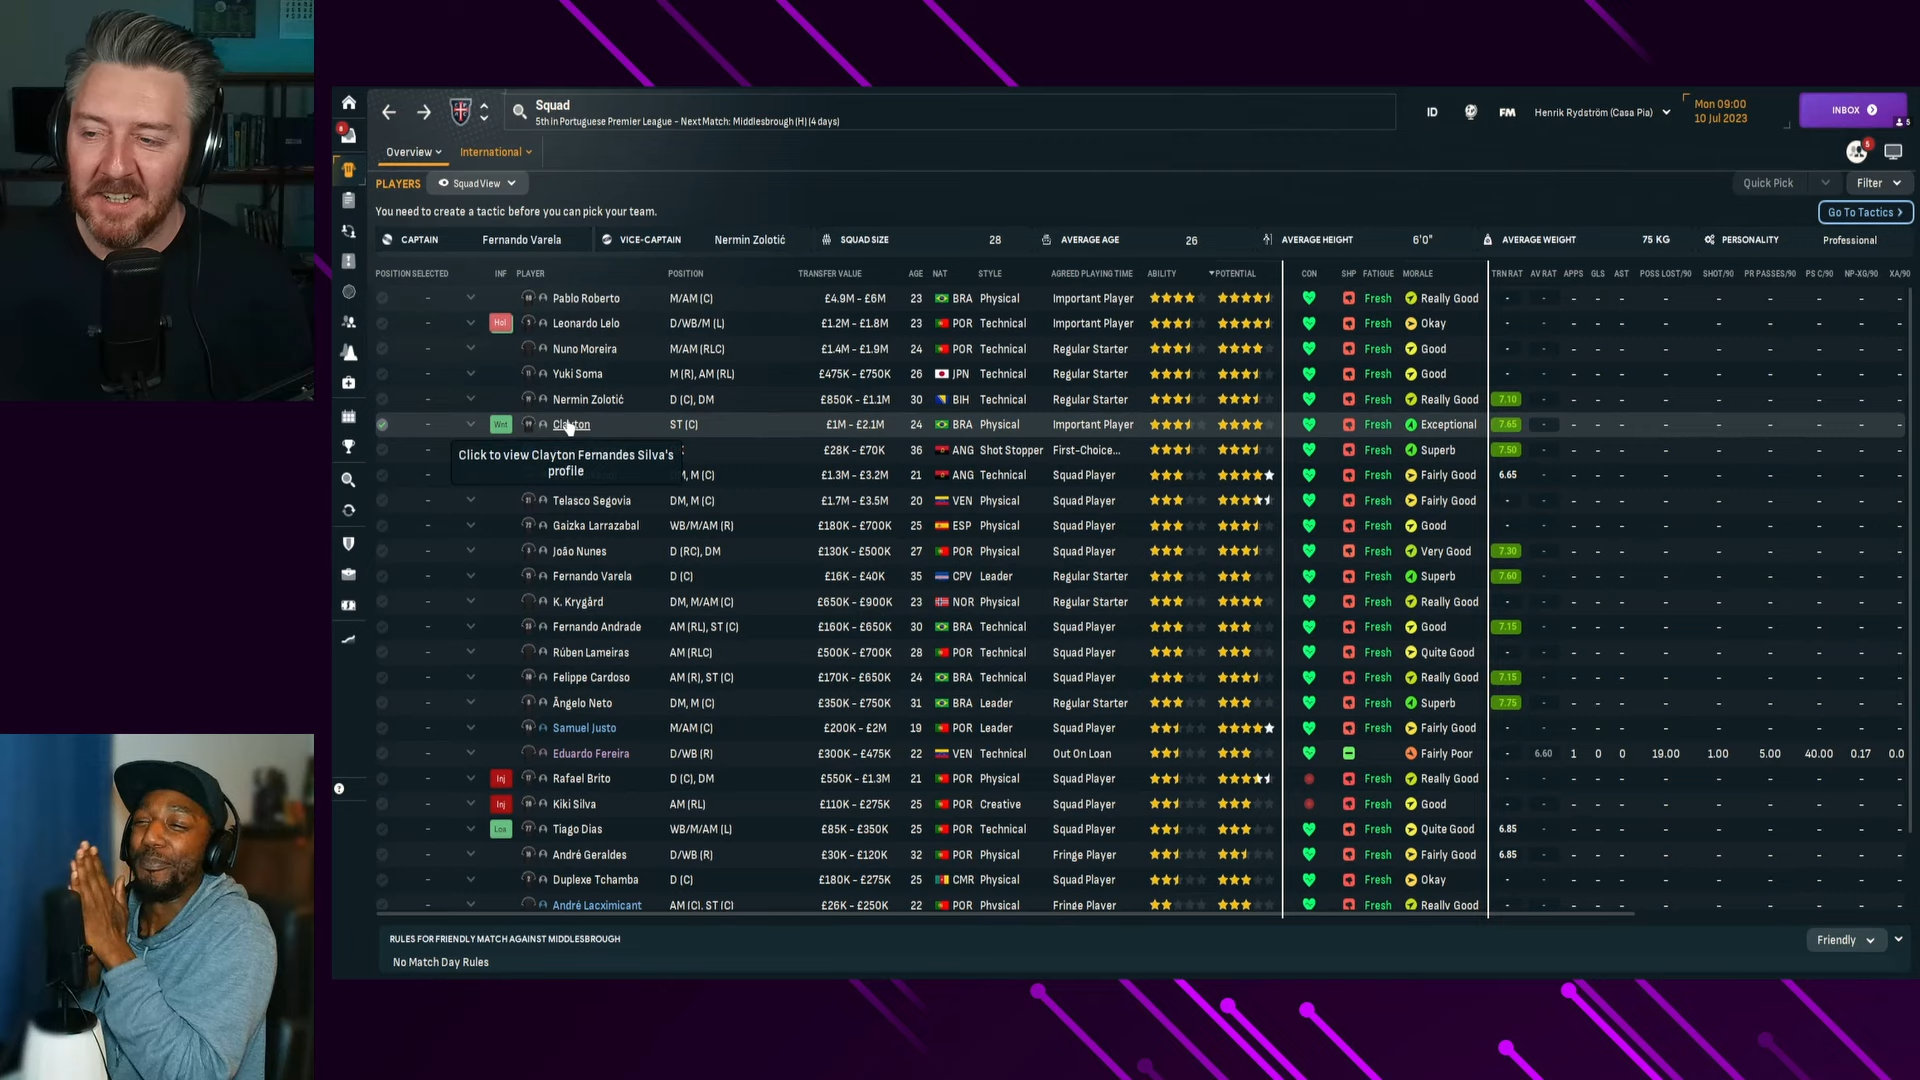 Squad
5th in Portuguese Premier League - Next Match: Middlesbrough (H) (4 days)
ID FM Henrik Rydström (Casa Pia) Mon 09:00 10 Jul 2023 INBOX 5
8
Overview International 5
PLAYERS Squad View Quick Pick Filter
You need to create a tactic before you can pick your team. Go To Tactics >
CAPTAIN Fernando Varela VICE-CAPTAIN Nermin Zolotić SQUAD SIZE 28 AVERAGE AGE 26 AVERAGE HEIGHT 6'0" AVERAGE WEIGHT 75 KG PERSONALITY Professional
POSITION SELECTED INF PLAYER POSITION TRANSFER VALUE AGE NAT STYLE AGREED PLAYING TIME ABILITY POTENTIAL CON SHP FATIGUE MORALE TRN RAT AV RAT APPS GLS AST POSS LOST/90 SHOT/90 PR PASSES/90 PS C/90 NP-XG/90 XA/90
- Pablo Roberto M/AM (C) £4.9M - £6M 23 BRA Physical Important Player Fresh Really Good - - - - - - - - - - -
- Hol Leonardo Lelo D/WB/M (L) £1.2M - £1.8M 23 POR Technical Important Player Fresh Okay - - - - - - - - - - -
- Nuno Moreira M/AM (RLC) £1.4M - £1.9M 24 POR Technical Regular Starter Fresh Good - - - - - - - - - - -
- Yuki Soma M (R), AM (RL) £475K - £750K 26 JPN Technical Regular Starter Fresh Good - - - - - - - - - - -
- Nermin Zolotić D (C), DM £850K - £1.1M 30 BIH Technical Regular Starter Fresh Really Good 7.10 - - - - - - - - - -
- Wnt Clayton ST (C) £1M - £2.1M 24 BRA Physical Important Player Fresh Exceptional 7.65 - - - - - - - - - -
Click to view Clayton Fernandes Silva's
profile
- £28K - £70K 36 ANG Shot Stopper First-Choice... Fresh Superb 7.50 - - - - - - - - - -
- M (C) £1.3M - £3.2M 21 ANG Technical Squad Player Fresh Fairly Good 6.65 - - - - - - - - - -
- Telasco Segovia DM, M (C) £1.7M - £3.5M 20 VEN Physical Squad Player Fresh Fairly Good - - - - - - - - - - -
- Gaizka Larrazabal WB/M/AM (R) £180K - £700K 25 ESP Physical Squad Player Fresh Good - - - - - - - - - - -
- João Nunes D (RC), DM £130K - £500K 27 POR Physical Squad Player Fresh Very Good 7.30 - - - - - - - - - -
- Fernando Varela D (C) £16K - £40K 35 CPV Leader Regular Starter Fresh Superb 7.60 - - - - - - - - - -
- K. Krygård DM, M/AM (C) £650K - £900K 23 NOR Physical Regular Starter Fresh Really Good - - - - - - - - - - -
- Fernando Andrade AM (RL), ST (C) £160K - £650K 30 BRA Technical Squad Player Fresh Good 7.15 - - - - - - - - - -
- Rúben Lameiras AM (RLC) £500K - £700K 28 POR Technical Squad Player Fresh Quite Good - - - - - - - - - - -
- Felippe Cardoso AM (R), ST (C) £170K - £650K 24 BRA Technical Squad Player Fresh Really Good 7.15 - - - - - - - - - -
- Ângelo Neto DM, M (C) £350K - £750K 31 BRA Leader Regular Starter Fresh Superb 7.75 - - - - - - - - - -
- Samuel Justo M/AM (C) £200K - £2M 19 POR Leader Squad Player Fresh Fairly Good - - - - - - - - - - -
- Eduardo Fereira D/WB (R) £300K - £475K 22 VEN Technical Out On Loan Fairly Poor - 6.60 1 0 0 19.00 1.00 5.00 40.00 0.17 0.0
- Inj Rafael Brito D (C), DM £550K - £1.3M 21 POR Physical Squad Player Fresh Really Good - - - - - - - - - - -
- Inj Kiki Silva AM (RL) £110K - £275K 25 POR Creative Squad Player Fresh Good - - - - - - - - - - -
- Loa Tiago Dias WB/M/AM (L) £85K - £350K 25 POR Technical Squad Player Fresh Quite Good 6.85 - - - - - - - - - -
- André Geraldes D/WB (R) £30K - £120K 32 POR Physical Fringe Player Fresh Fairly Good 6.85 - - - - - - - - - -
- Duplexe Tchamba D (C) £180K - £275K 25 CMR Physical Squad Player Fresh Okay - - - - - - - - - - -
- André Lacximicant AM (C), ST (C) £26K - £250K 22 POR Physical Fringe Player Fresh Really Good - - - - - - - - - - -
RULES FOR FRIENDLY MATCH AGAINST MIDDLESBROUGH Friendly
No Match Day Rules